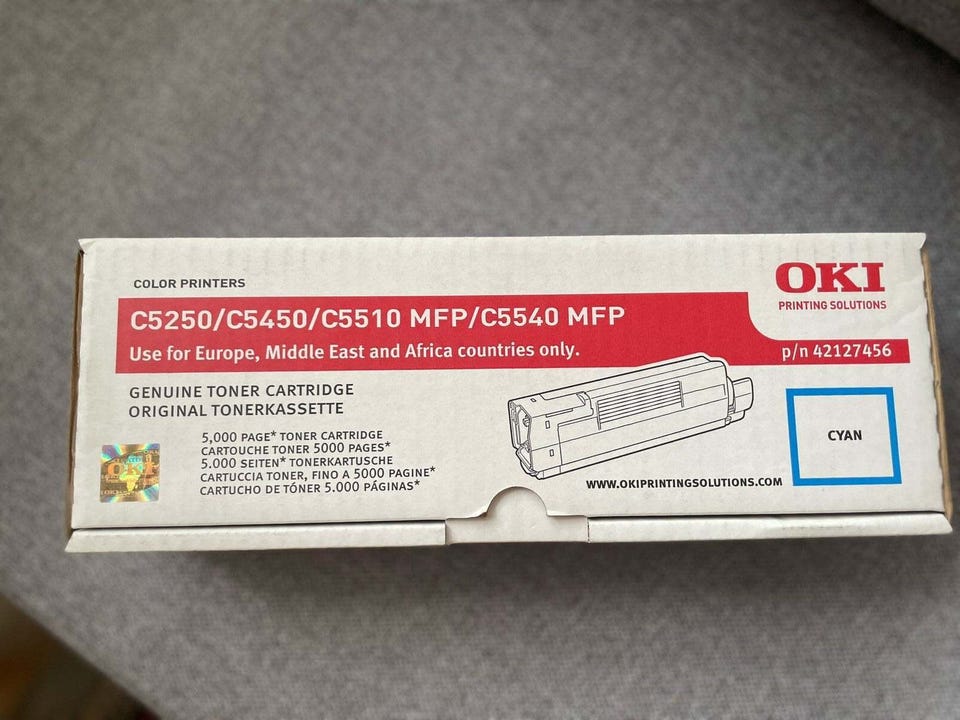 COLOR PRINTERS
OKI
PRINTING SOLUTIONS
C5250/C5450/C5510 MFP/C5540 MFP
Use for Europe, Middle East and Africa countries only.
p/n 42127456
GENUINE TONER CARTRIDGE
ORIGINAL TONERKASSETTE
5,000 PAGE* TONER CARTRIDGE
CARTOUCHE TONER 5000 PAGES*
5.000 SEITEN* TONERKARTUSCHE
CARTUCCIA TONER, FINO A 5000 PAGINE*
CARTUCHO DE TÓNER 5.000 PÁGINAS*
OKI
WWW.OKIPRINTINGSOLUTIONS.COM
CYAN